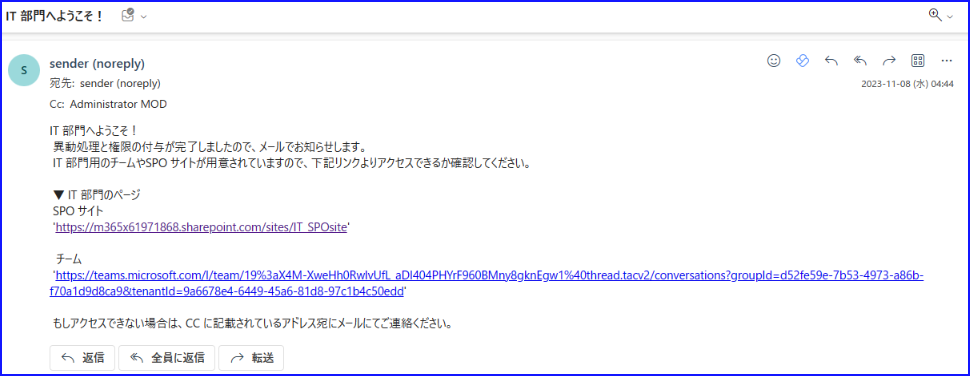 IT 部門へようこそ！
S
sender (noreply)
宛先: sender (noreply)
2023-11-08 (水) 04:44
Cc: Administrator MOD
IT 部門へようこそ！
異動処理と権限の付与が完了しましたので、メールでお知らせします。
IT 部門用のチームやSPO サイトが用意されていますので、下記リンクよりアクセスできるか確認してください。
▼ IT 部門のページ
SPO サイト
'https://m365x61971868.sharepoint.com/sites/IT_SPOsite'
チーム
'https://teams.microsoft.com/l/team/19%3aX4M-XweHh0RwlvUfL_aDl404PHYrF960BMny8gknEgw1%40thread.tacv2/conversations?groupId=d52fe59e-7b53-4973-a86b-
f70a1d9d8ca9&tenantId=9a6678e4-6449-45a6-81d8-97c1b4c50edd'
もしアクセスできない場合は、CC に記載されているアドレス宛にメールにてご連絡ください。
返信 全員に返信 転送